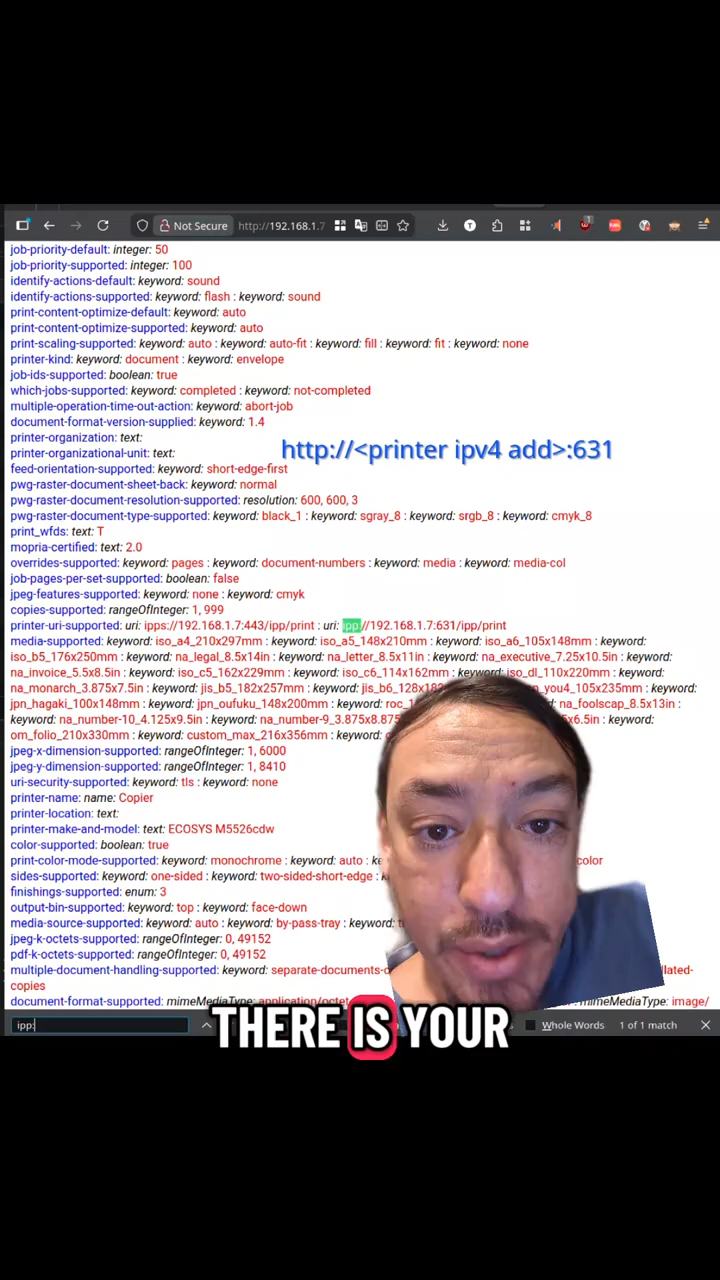 Not Secure http://192.168.1.7
job-priority-default: integer: 50
job-priority-supported: integer: 100
identify-actions-default: keyword: sound
identify-actions-supported: keyword: flash : keyword: sound
print-content-optimize-default: keyword: auto
print-content-optimize-supported: keyword: auto
print-scaling-supported: keyword: auto : keyword: auto-fit : keyword: fill : keyword: fit : keyword: none
printer-kind: keyword: document : keyword: envelope
job-ids-supported: boolean: true
which-jobs-supported: keyword: completed : keyword: not-completed
multiple-operation-time-out-action: keyword: abort-job
document-format-version-supplied: keyword: 1.4
printer-organization: text:
http://<printer ipv4 add>:631
printer-organizational-unit: text:
feed-orientation-supported: keyword: short-edge-first
pwg-raster-document-sheet-back: keyword: normal
pwg-raster-document-resolution-supported: resolution: 600, 600, 3
pwg-raster-document-type-supported: keyword: black_1 : keyword: sgray_8 : keyword: srgb_8 : keyword: cmyk_8
print_wfds: text: T
mopria-certified: text: 2.0
overrides-supported: keyword: pages : keyword: document-numbers : keyword: media : keyword: media-col
job-pages-per-set-supported: boolean: false
jpeg-features-supported: keyword: none : keyword: cmyk
copies-supported: rangeOfInteger: 1, 999
printer-uri-supported: uri: ipps://192.168.1.7:443/ipp/print : uri: ipp://192.168.1.7:631/ipp/print
media-supported: keyword: iso_a4_210x297mm : keyword: iso_a5_148x210mm : keyword: iso_a6_105x148mm : keyword:
iso_b5_176x250mm : keyword: na_legal_8.5x14in : keyword: na_letter_8.5x11in : keyword: na_executive_7.25x10.5in : keyword:
na_invoice_5.5x8.5in : keyword: iso_c5_162x229mm : keyword: iso_c6_114x162mm : keyword: iso_dl_110x220mm : keyword:
na_monarch_3.875x7.5in : keyword: jis_b5_182x257mm : keyword: jis_b6_128x182 you4_105x235mm : keyword:
jpn_hagaki_100x148mm : keyword: jpn_oufuku_148x200mm : keyword: roc_1 na_foolscap_8.5x13in :
keyword: na_number-10_4.125x9.5in : keyword: na_number-9_3.875x8.875 x6.5in : keyword:
om_folio_210x330mm : keyword: custom_max_216x356mm : keyword:
jpeg-x-dimension-supported: rangeOfInteger: 1, 6000
jpeg-y-dimension-supported: rangeOfInteger: 1, 8410
uri-security-supported: keyword: tls : keyword: none
printer-name: name: Copier
printer-location: text:
printer-make-and-model: text: ECOSYS M5526cdw
color-supported: boolean: true
print-color-mode-supported: keyword: monochrome : keyword: auto : color
sides-supported: keyword: one-sided : keyword: two-sided-short-edge :
finishings-supported: enum: 3
output-bin-supported: keyword: top : keyword: face-down
media-source-supported: keyword: auto : keyword: by-pass-tray : keyword:
jpeg-k-octets-supported: rangeOfInteger: 0, 49152
pdf-k-octets-supported: rangeOfInteger: 0, 49152
multiple-document-handling-supported: keyword: separate-documents-
copies
document-format-supported: mimeMediaType: mimeMediaType: image/
ipp: Whole Words 1 of 1 match
THERE IS YOUR